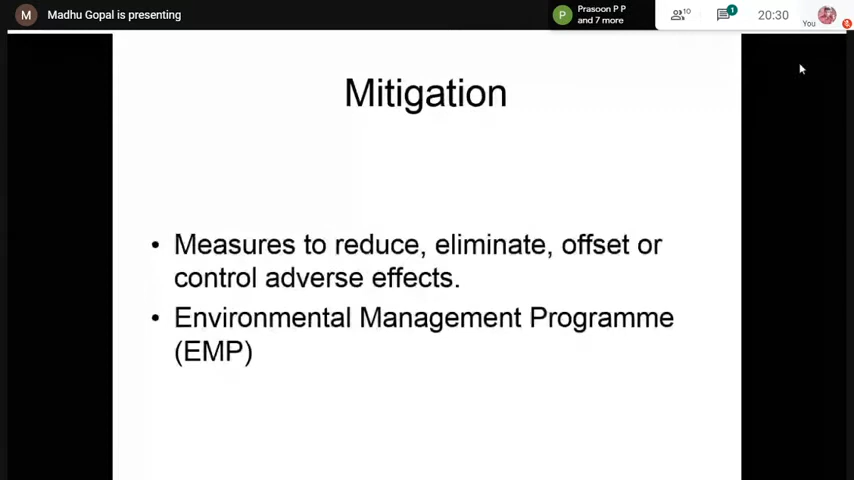 M Madhu Gopal is presenting
P Prasoon P P
and 7 more
10
1
20:30
You
Mitigation
• Measures to reduce, eliminate, offset or
control adverse effects.
• Environmental Management Programme
(EMP)